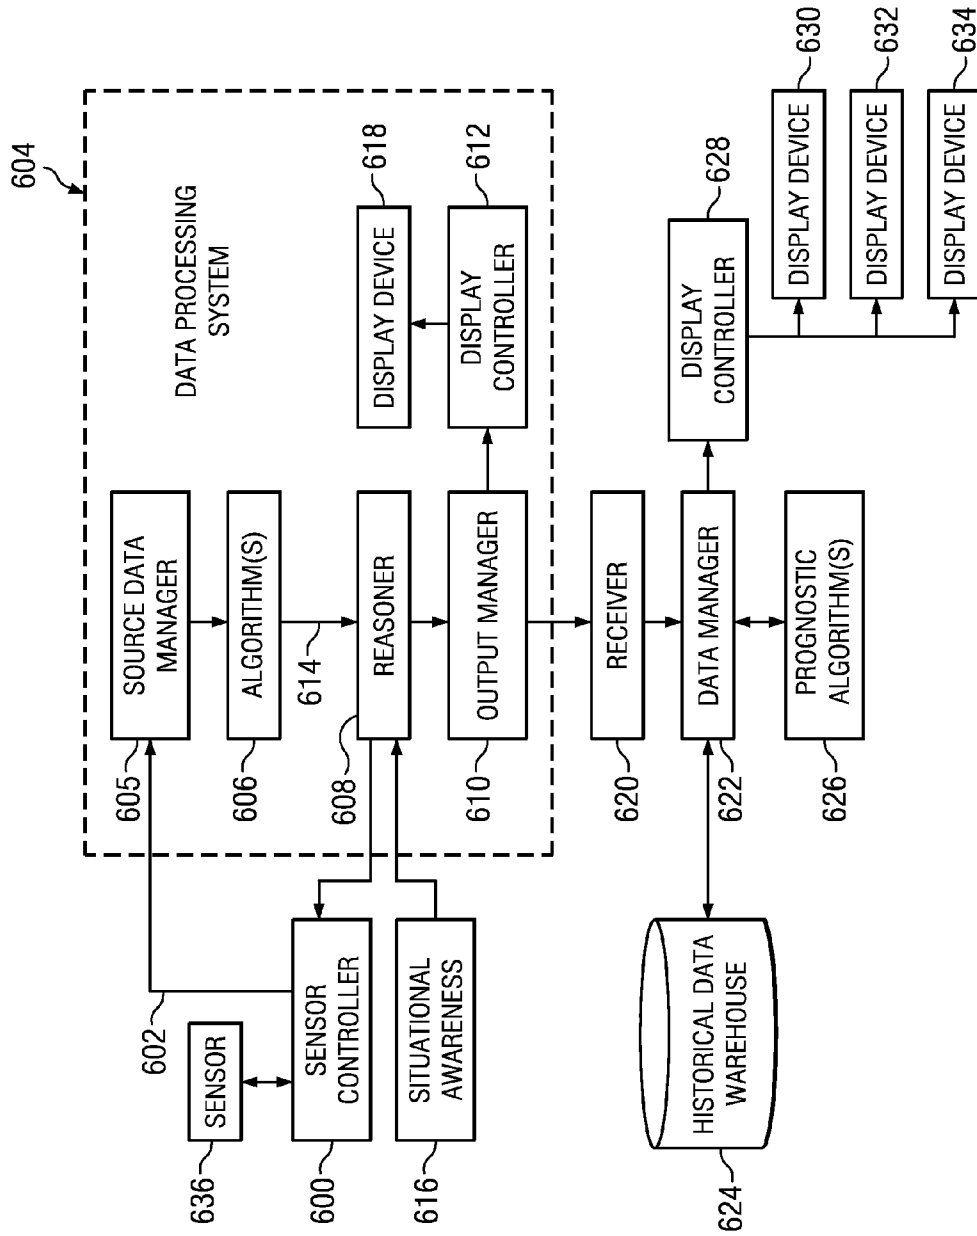 604
DATA PROCESSING
SYSTEM
SOURCE DATA
MANAGER
605
ALGORITHM(S)
606
614
REASONER
608
OUTPUT MANAGER
610
DISPLAY DEVICE
618
DISPLAY
CONTROLLER
612
602
SENSOR
636
SENSOR
CONTROLLER
600
SITUATIONAL
AWARENESS
616
RECEIVER
620
DATA MANAGER
622
PROGNOSTIC
ALGORITHM(S)
626
HISTORICAL DATA
WAREHOUSE
624
DISPLAY
CONTROLLER
628
DISPLAY DEVICE
630
DISPLAY DEVICE
632
DISPLAY DEVICE
634